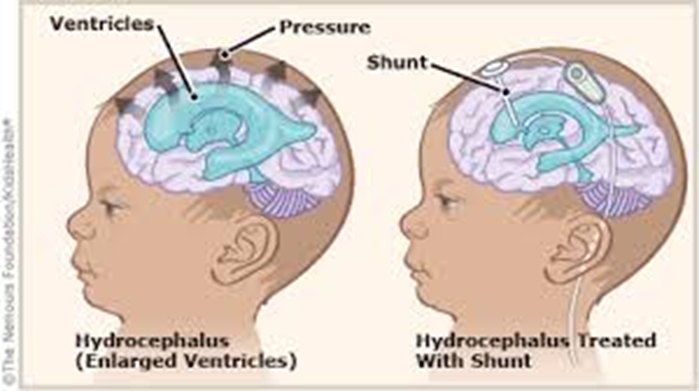 Ventricles
Pressure
Shunt
Hydrocephalus
(Enlarged Ventricles)
Hydrocephalus Treated
With Shunt
©The Nemours Foundation/KidsHealth®